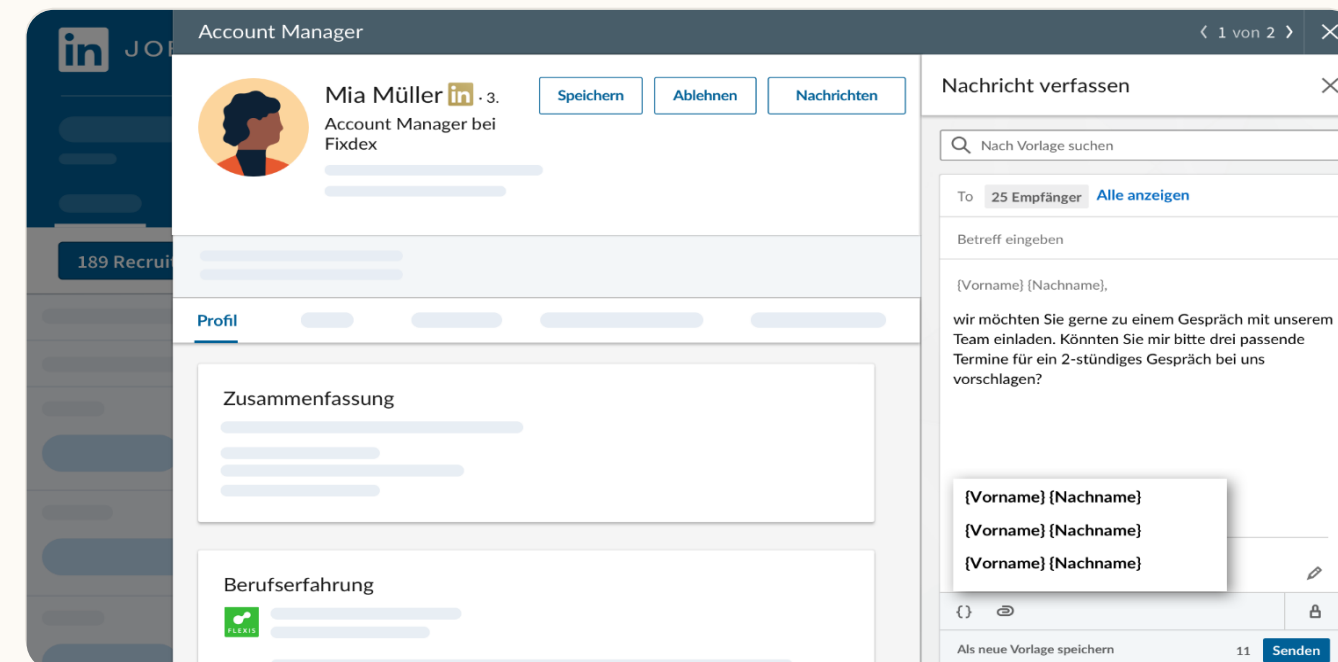 in JOB
Account Manager
1 von 2
Mia Müller in · 3.
Account Manager bei
Fixdex
Speichern
Ablehnen
Nachrichten
189 Recruit
Profil
Zusammenfassung
Berufserfahrung
FLEXIS
Nachricht verfassen
Nach Vorlage suchen
To 25 Empfänger Alle anzeigen
Betreff eingeben
{Vorname} {Nachname},
wir möchten Sie gerne zu einem Gespräch mit unserem
Team einladen. Könnten Sie mir bitte drei passende
Termine für ein 2-stündiges Gespräch bei uns
vorschlagen?
{Vorname} {Nachname}
{Vorname} {Nachname}
{Vorname} {Nachname}
{}
Als neue Vorlage speichern 11 Senden